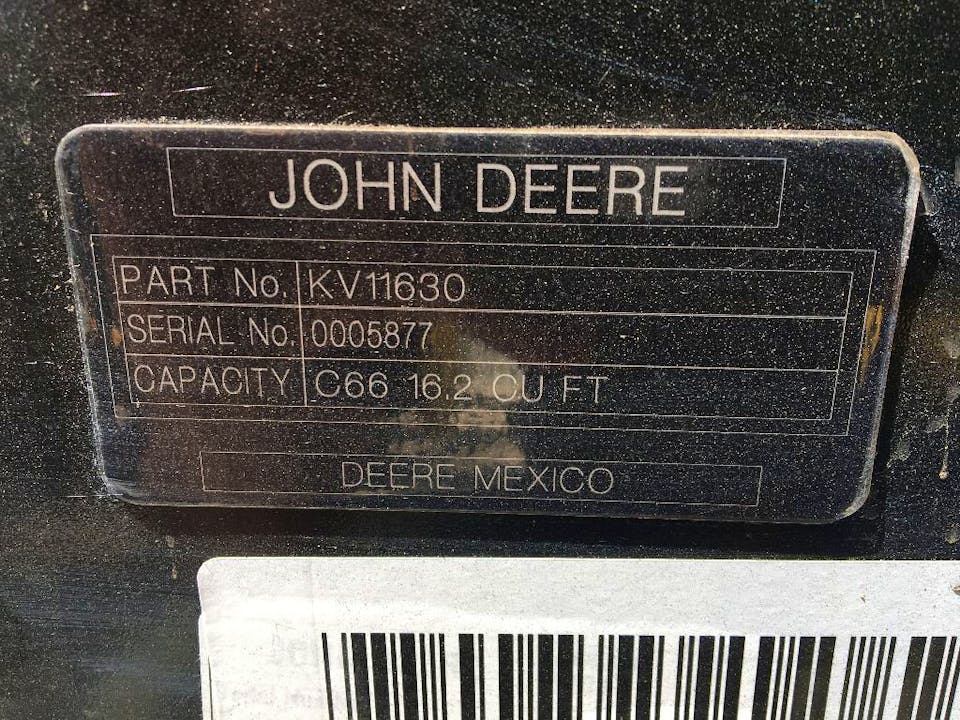 JOHN DEERE
PART No. KV11630
SERIAL No. 0005877
CAPACITY C66 16.2 CU FT
DEERE MEXICO